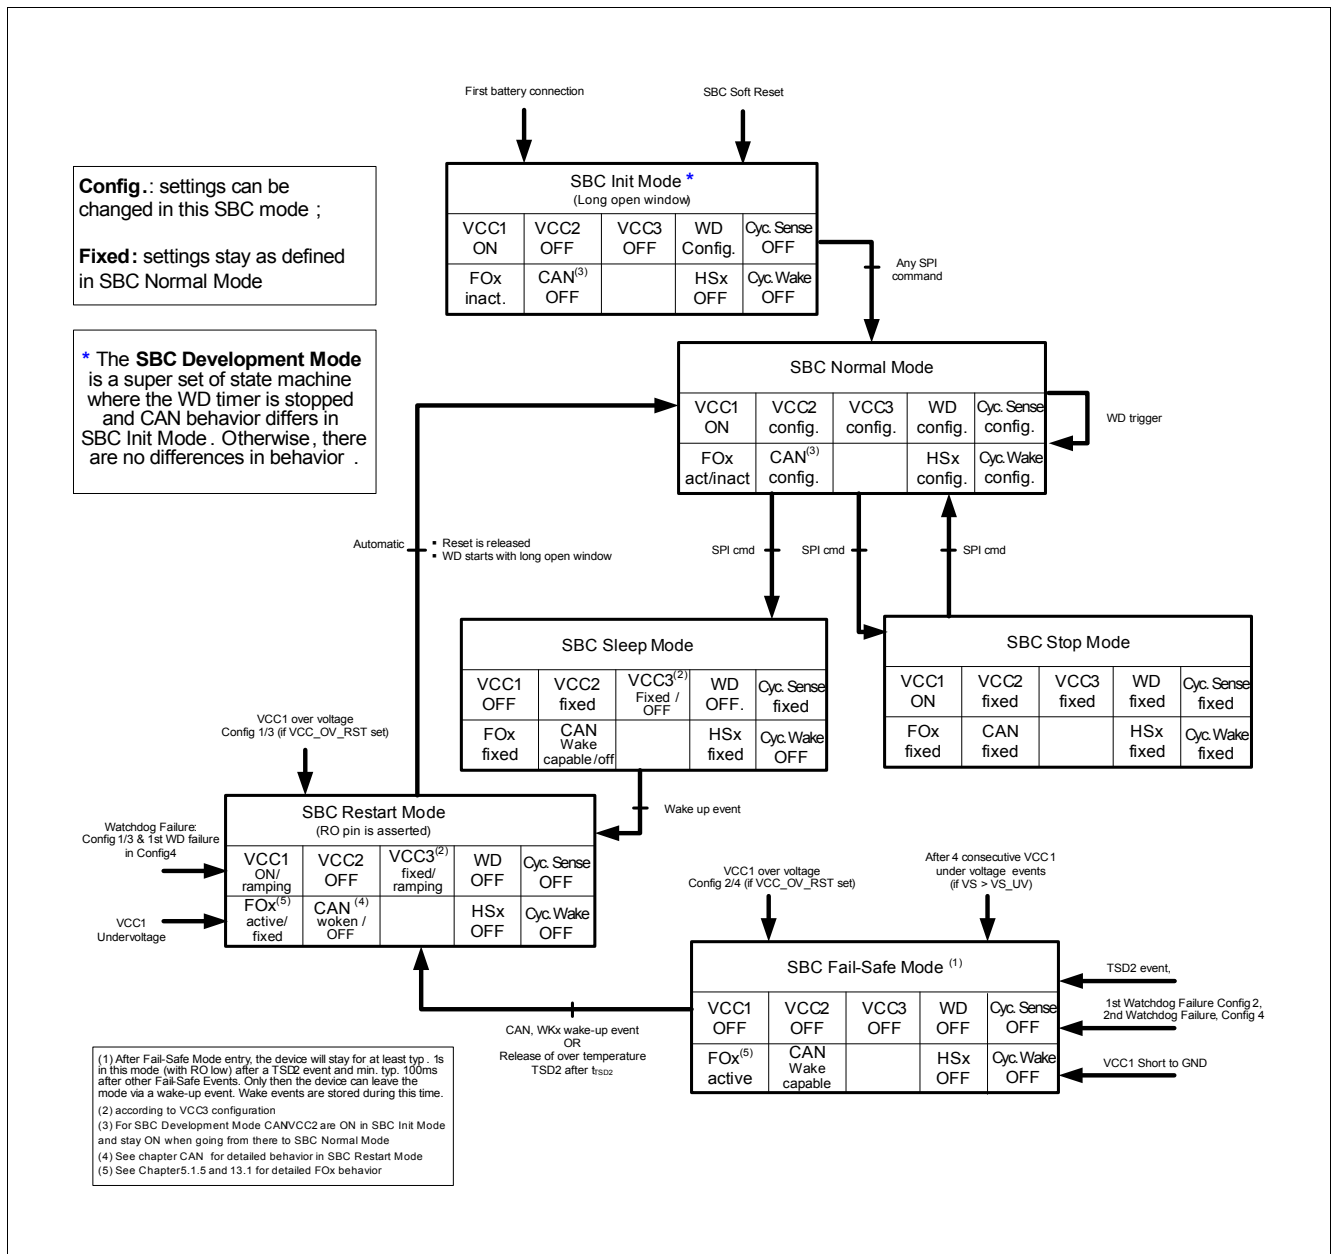 First battery connection
SBC Soft Reset
Config.: settings can be
changed in this SBC mode ;
Fixed: settings stay as defined
in SBC Normal Mode
* The SBC Development Mode
is a super set of state machine
where the WD timer is stopped
and CAN behavior differs in
SBC Init Mode . Otherwise , there
are no differences in behavior .
SBC Init Mode *
(Long open window)
VCC1
ON
VCC2
OFF
VCC3
OFF
WD
Config.
Cyc. Sense
OFF
FOx
inact.
CAN(3)
OFF
HSx
OFF
Cyc. Wake
OFF
Any SPI
command
SBC Normal Mode
VCC1
ON
VCC2
config.
VCC3
config.
WD
config.
Cyc. Sense
config.
FOx
act/inact
CAN(3)
config.
HSx
config.
Cyc. Wake
config.
WD trigger
Automatic
▪ Reset is released
▪ WD starts with long open window
SPI cmd
SPI cmd
SPI cmd
SBC Sleep Mode
VCC1
OFF
VCC2
fixed
VCC3(2)
Fixed /
OFF
WD
OFF.
Cyc. Sense
fixed
FOx
fixed
CAN
Wake
capable /off
HSx
fixed
Cyc. Wake
OFF
SBC Stop Mode
VCC1
ON
VCC2
fixed
VCC3
fixed
WD
fixed
Cyc. Sense
fixed
FOx
fixed
CAN
fixed
HSx
fixed
Cyc. Wake
fixed
VCC1 over voltage
Config 1/3 (if VCC_OV_RST set)
Wake up event
Watchdog Failure:
Config 1/3 & 1st WD failure
in Config4
VCC1
Undervoltage
SBC Restart Mode
(RO pin is asserted)
VCC1
ON/
ramping
VCC2
OFF
VCC3(2)
fixed/
ramping
WD
OFF
Cyc. Sense
OFF
FOx(5)
active/
fixed
CAN (4)
woken /
OFF
HSx
OFF
Cyc. Wake
OFF
VCC1 over voltage
Config 2/4 (if VCC_OV_RST set)
After 4 consecutive VCC1
under voltage events
(if VS > VS_UV)
SBC Fail-Safe Mode (1)
VCC1
OFF
VCC2
OFF
VCC3
OFF
WD
OFF
Cyc. Sense
OFF
FOx(5)
active
CAN
Wake
capable
HSx
OFF
Cyc. Wake
OFF
TSD2 event,
1st Watchdog Failure Config 2,
2nd Watchdog Failure, Config 4
VCC1 Short to GND
CAN, WKx wake-up event
OR
Release of over temperature
TSD2 after tTSD2
(1) After Fail-Safe Mode entry, the device will stay for at least typ . 1s
in this mode (with RO low) after a TSD2 event and min. typ. 100ms
after other Fail-Safe Events. Only then the device can leave the
mode via a wake-up event. Wake events are stored during this time.
(2) according to VCC3 configuration
(3) For SBC Development Mode CAN/VCC2 are ON in SBC Init Mode
and stay ON when going from there to SBC Normal Mode
(4) See chapter CAN for detailed behavior in SBC Restart Mode
(5) See Chapter5.1.5 and 13.1 for detailed FOx behavior